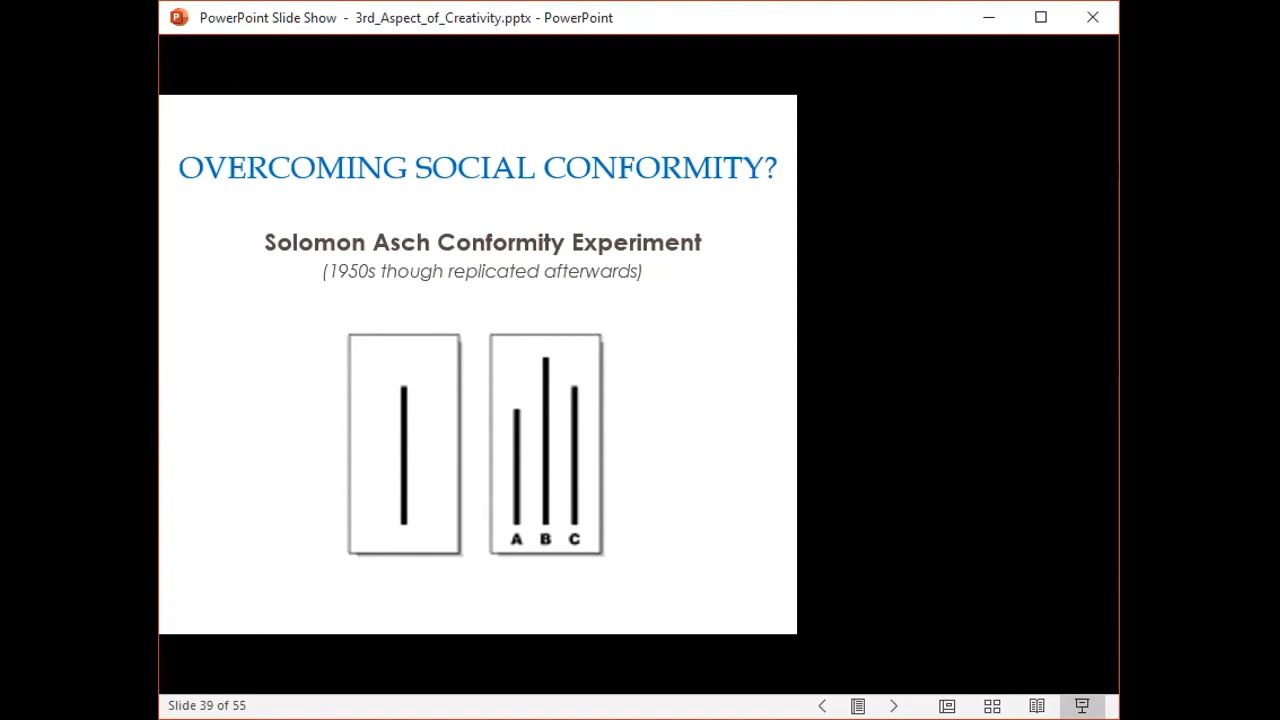 PowerPoint Slide Show - 3rd_Aspect_of_Creativity.pptx - PowerPoint
OVERCOMING SOCIAL CONFORMITY?
Solomon Asch Conformity Experiment
(1950s though replicated afterwards)
A B C
Slide 39 of 55